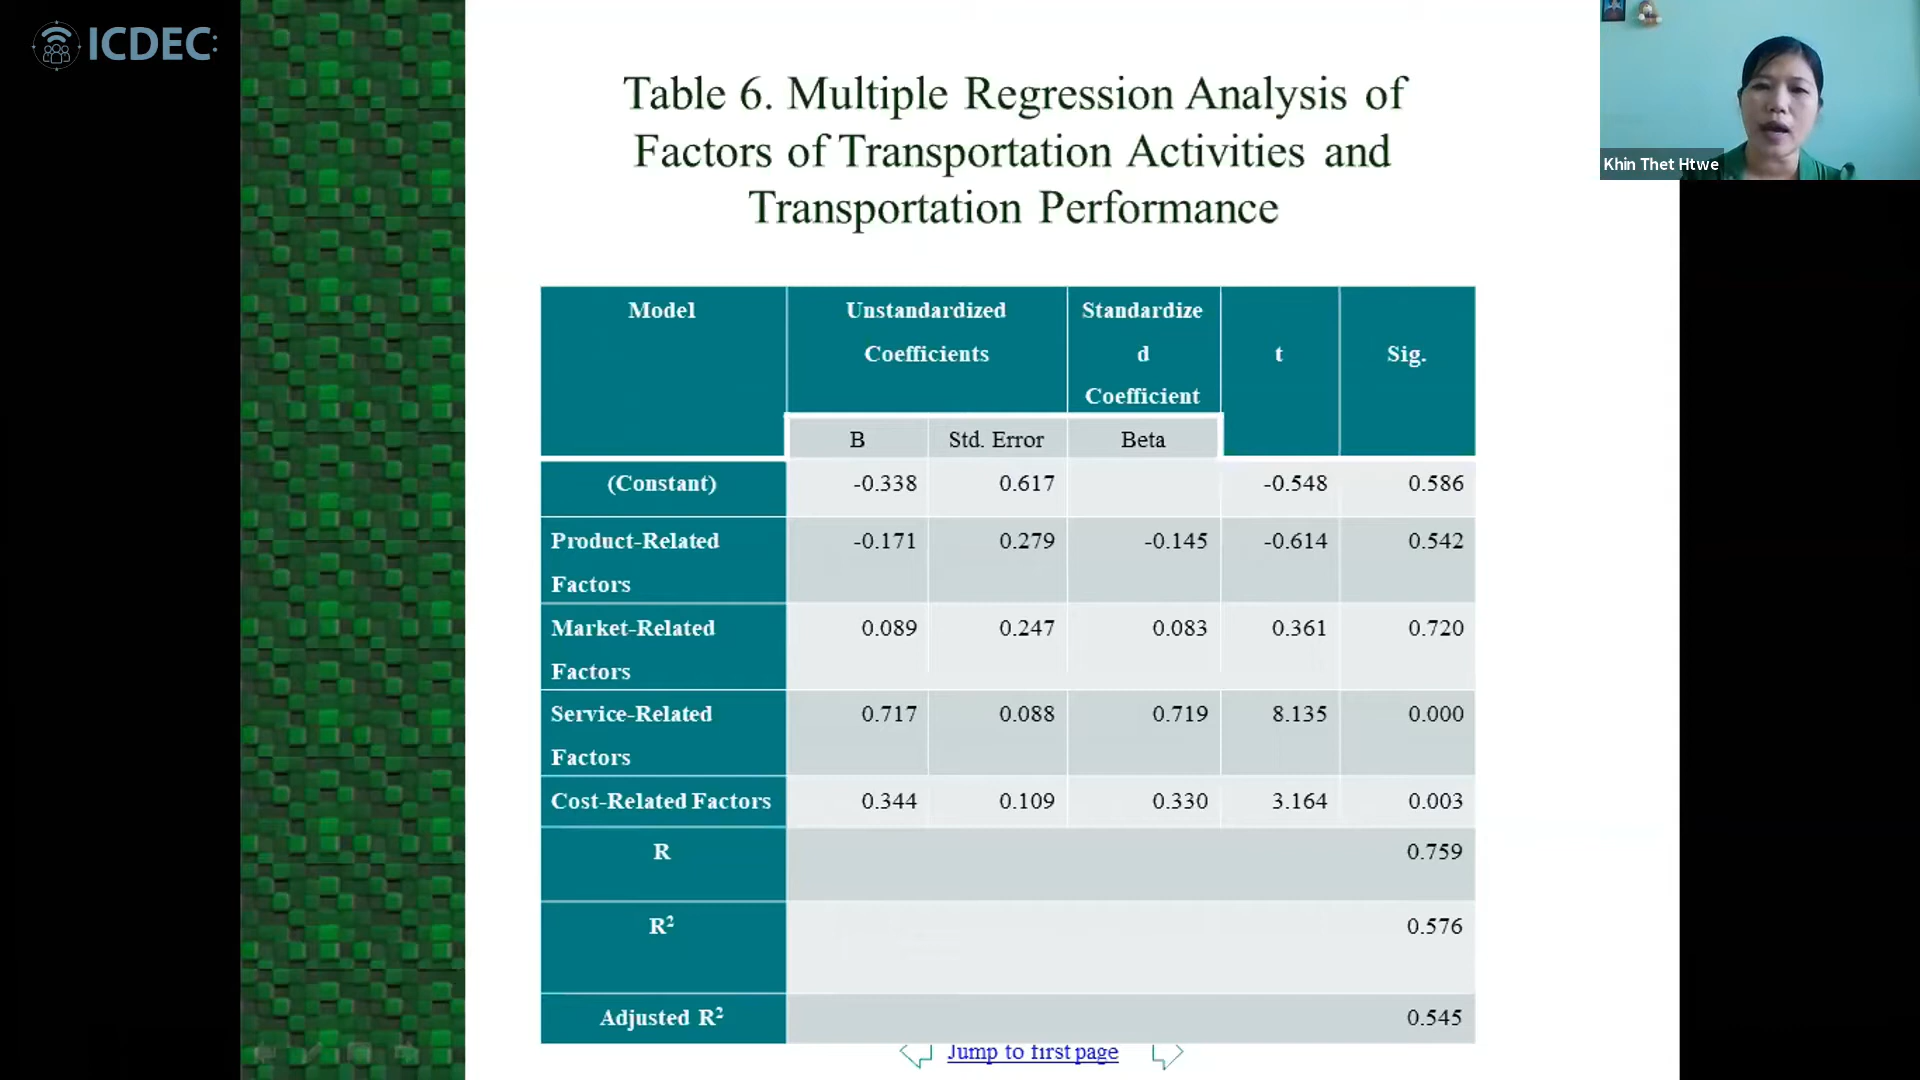 ICDEC:
Khin Thet Htwe
Table 6. Multiple Regression Analysis of
Factors of Transportation Activities and
Transportation Performance
Model
Unstandardized
Coefficients
Standardize
d
Coefficient
t
Sig.
B
Std. Error
Beta
(Constant) -0.338 0.617 -0.548 0.586
Product-Related -0.171 0.279 -0.145 -0.614 0.542
Factors
Market-Related 0.089 0.247 0.083 0.361 0.720
Factors
Service-Related 0.717 0.088 0.719 8.135 0.000
Factors
Cost-Related Factors 0.344 0.109 0.330 3.164 0.003
R 0.759
R² 0.576
Adjusted R² 0.545
Jump to first page